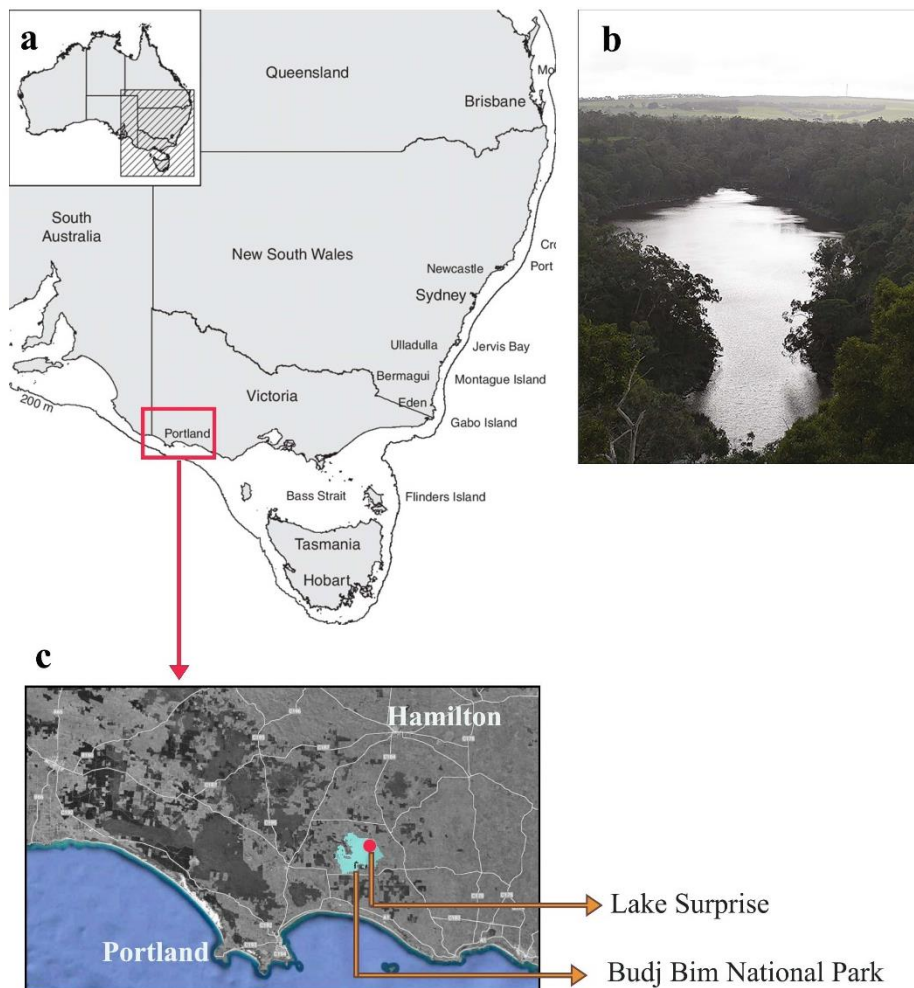 a
Queensland
Mo
Brisbane
South
Australia
New South Wales
Cro
Newcastle
Port
Sydney
Ulladulla
Jervis Bay
Bermagui
Montague Island
Victoria
Eden
200 m
Gabo Island
Portland
Bass Strait
Flinders Island
Tasmania
Hobart
b
c
Hamilton
Lake Surprise
Portland
Budj Bim National Park